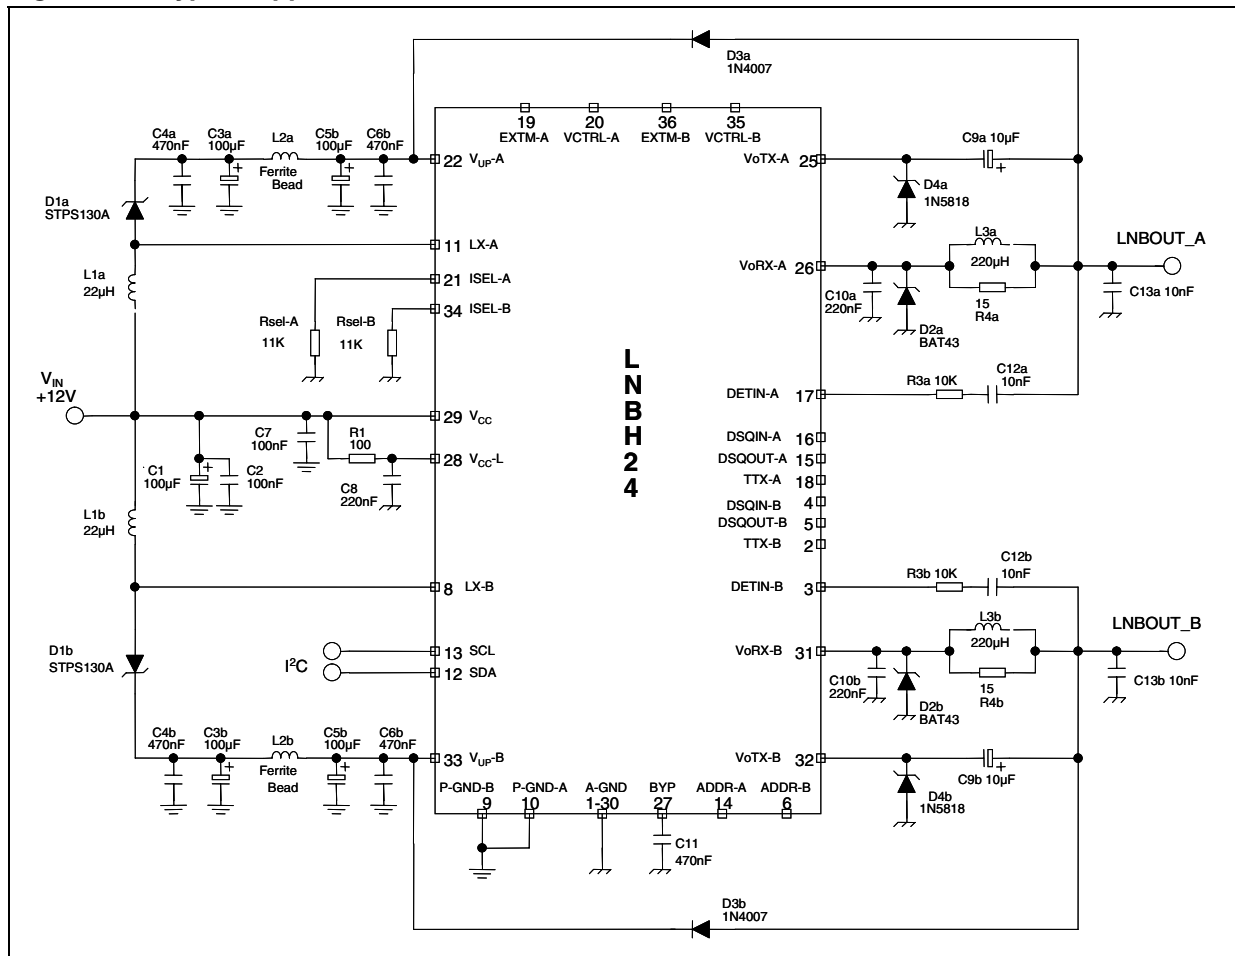 D3a
1N4007
19
EXTM-A
20
VCTRL-A
36
EXTM-B
35
VCTRL-B
C4a
470nF
C3a
100µF
L2a
Ferrite
Bead
C5b
100µF
C6b
470nF
22 VUP-A
VoTX-A 25
C9a 10µF
+
+
+
D4a
1N5818
D1a
STPS130A
11 LX-A
L1a
22µH
21 ISEL-A
34 ISEL-B
Rsel-A
11K
Rsel-B
11K
VoRX-A 26
C10a
220nF
D2a
BAT43
L3a
220µH
15
R4a
LNBOUT_A
C13a 10nF
L
N
B
H
2
4
VIN
+12V
DETIN-A 17
R3a 10K
C12a
10nF
29 VCC
C7
100nF
R1
100
28 VCC-L
C1
100µF
+
C2
100nF
C8
220nF
DSQIN-A 16
DSQOUT-A 15
TTX-A 18
DSQIN-B 4
DSQOUT-B 5
TTX-B 2
L1b
22µH
8 LX-B
DETIN-B 3
R3b 10K
C12b
10nF
D1b
STPS130A
I2C
13 SCL
12 SDA
VoRX-B 31
C10b
220nF
D2b
BAT43
L3b
220µH
15
R4b
LNBOUT_B
C13b 10nF
C4b
470nF
C3b
100µF
L2b
Ferrite
Bead
C5b
100µF
C6b
470nF
+
+
33 VUP-B
VoTX-B 32
C9b 10µF
+
D4b
1N5818
P-GND-B
9
P-GND-A
10
A-GND
1-30
BYP
27
ADDR-A
14
ADDR-B
6
C11
470nF
D3b
1N4007